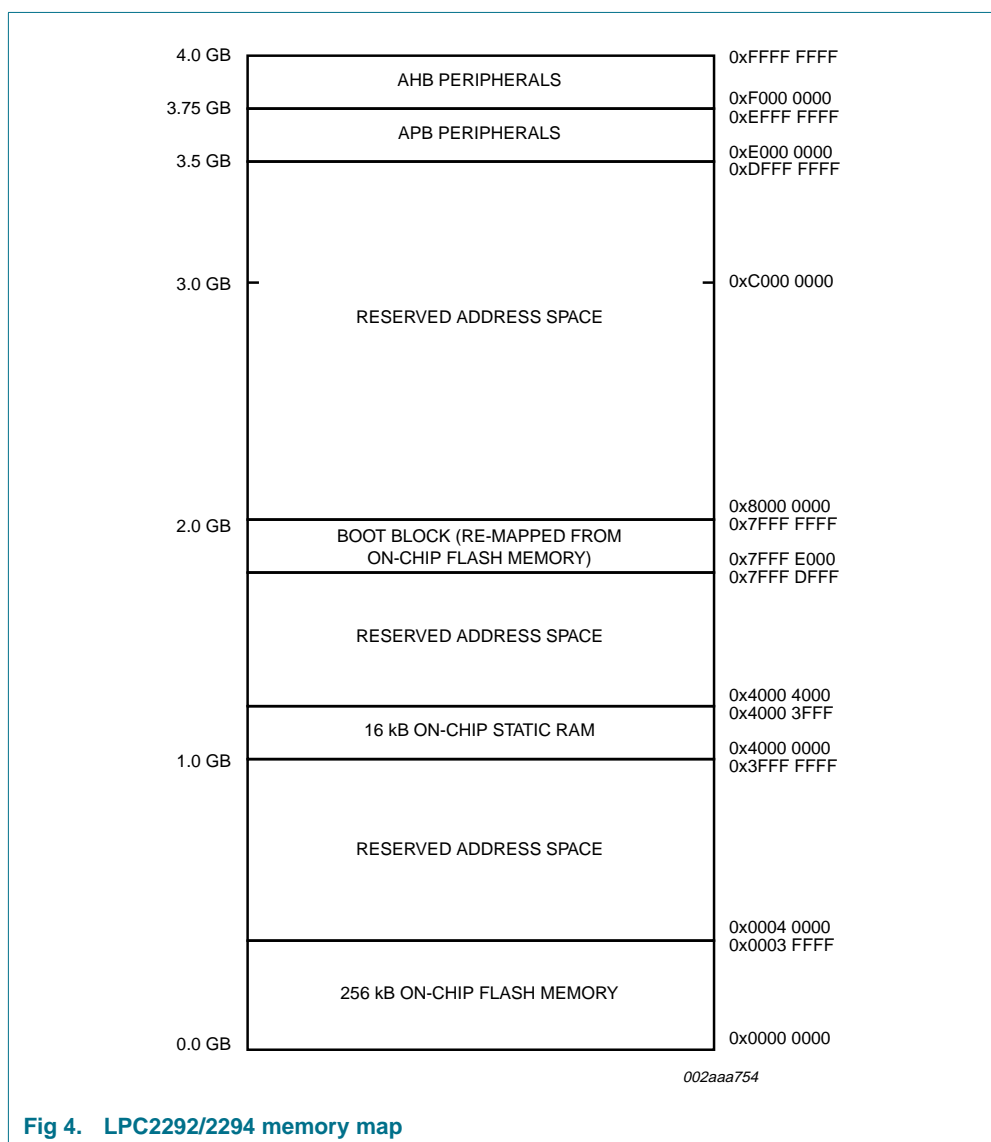 4.0 GB
0xFFFF FFFF
AHB PERIPHERALS
3.75 GB
0xF000 0000
0xEFFF FFFF
APB PERIPHERALS
3.5 GB
0xE000 0000
0xDFFF FFFF
3.0 GB
0xC000 0000
RESERVED ADDRESS SPACE
2.0 GB
0x8000 0000
0x7FFF FFFF
BOOT BLOCK (RE-MAPPED FROM
ON-CHIP FLASH MEMORY)
0x7FFF E000
0x7FFF DFFF
RESERVED ADDRESS SPACE
0x4000 4000
0x4000 3FFF
16 kB ON-CHIP STATIC RAM
1.0 GB
0x4000 0000
0x3FFF FFFF
RESERVED ADDRESS SPACE
0x0004 0000
0x0003 FFFF
256 kB ON-CHIP FLASH MEMORY
0.0 GB
0x0000 0000
002aaa754
Fig 4. LPC2292/2294 memory map